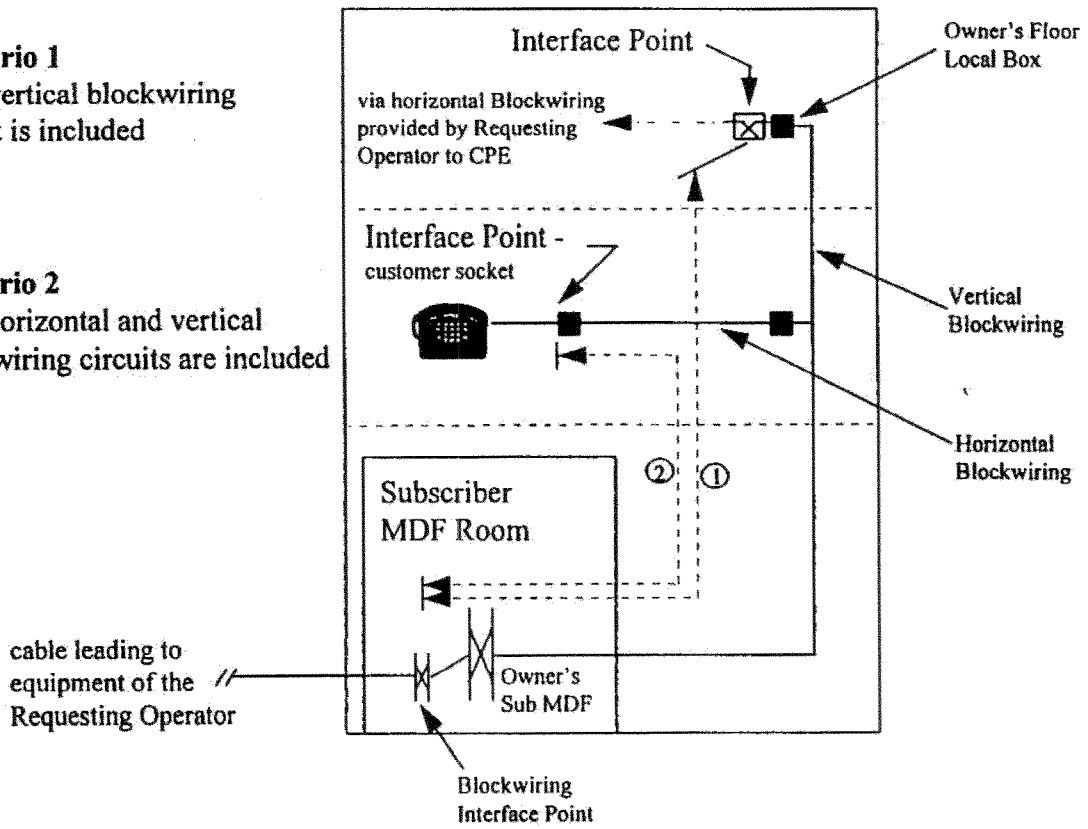 rio 1
vertical blockwiring
is included
rio 2
orizontal and vertical
wiring circuits are included
Interface Point
Owner's Floor
Local Box
via horizontal Blockwiring
provided by Requesting
Operator to CPE
Interface Point -
customer socket
Vertical
Blockwiring
Horizontal
Blockwiring
② ①
Subscriber
MDF Room
cable leading to
equipment of the
Requesting Operator
//
Owner's
Sub MDF
Blockwiring
Interface Point